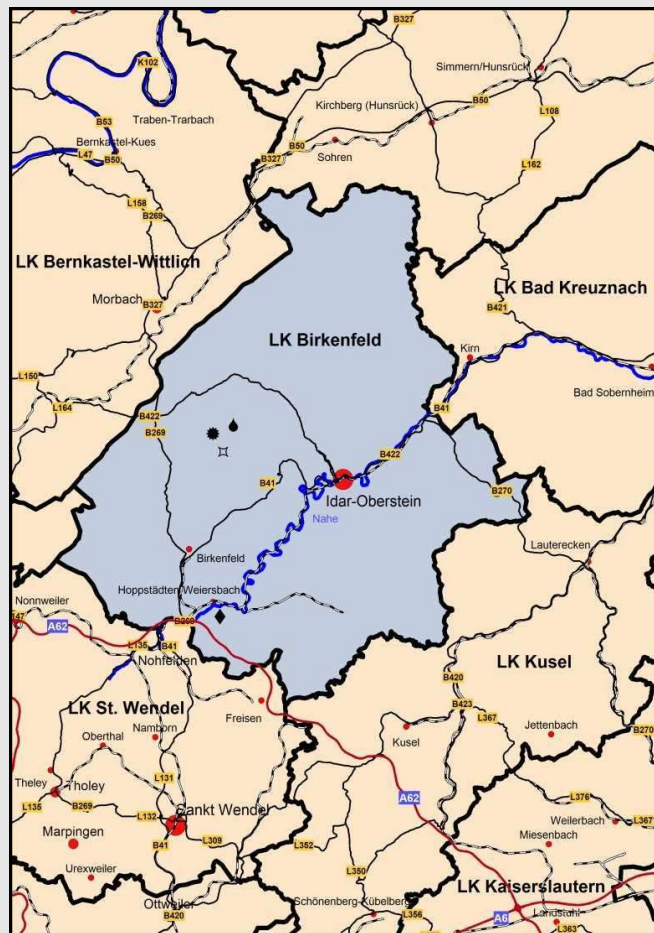 B327
K102
Simmern/Hunsrück
B50
Traben-Trarbach
Kirchberg (Hunsrück)
L108
B53
Bernkastel-Kues
L47
B50
B50
B327
Sohren
L162
L158
B269
LK Bernkastel-Wittlich
LK Bad Kreuznach
Morbach
B327
B421
LK Birkenfeld
Kirn
L150
Bad Sobernheim
L164
B422
B41
B269
B422
B41
B270
Idar-Oberstein
Nahe
Birkenfeld
Lauterecken
Hoppstädten/Weiersbach
Nonnweiler
A62
B269
L135
B41
Nohfelden
LK Kusel
B420
LK St. Wendel
B423
L367
Freisen
Namborn
Oberthal
Kusel
Jettenbach
B270
Theley
L131
Tholey
A62
L376
L135
B269
L132
Sankt Wendel
Weilerbach
L367
Marpingen
B41
L309
L352
Miesenbach
Urexweiler
L350
LK Kaiserslautern
Ottweiler
Schönenberg-Kübelberg
B420
L356
A6
Landstuhl
L363